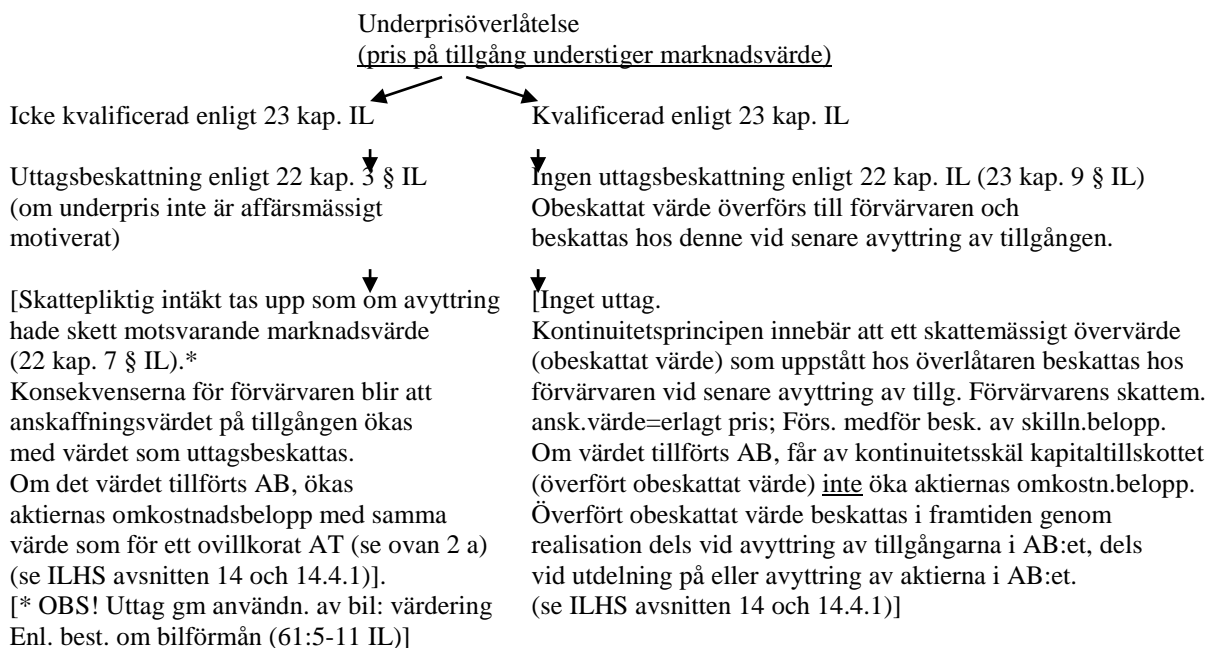 Underprisöverlåtelse
(pris på tillgång understiger marknadsvärde)
Icke kvalificerad enligt 23 kap. IL
Uttagsbeskattning enligt 22 kap. 3 § IL
(om underpris inte är affärsmässigt
motiverat)
[Skattepliktig intäkt tas upp som om avyttring
hade skett motsvarande marknadsvärde
(22 kap. 7 § IL).*
Konsekvenserna för förvärvaren blir att
anskaffningsvärdet på tillgången ökas
med värdet som uttagsbeskattas.
Om det värdet tillförts AB, ökas
aktiernas omkostnadsbelopp med samma
värde som för ett ovillkorat AT (se ovan 2 a)
(se ILHS avsnitten 14 och 14.4.1)].
[* OBS! Uttag gm användn. av bil: värdering
Enl. best. om bilförmån (61:5-11 IL)]
Kvalificerad enligt 23 kap. IL
Ingen uttagsbeskattning enligt 22 kap. IL (23 kap. 9 § IL)
Obeskattat värde överförs till förvärvaren och
beskattas hos denne vid senare avyttring av tillgången.
[Inget uttag.
Kontinuitetsprincipen innebär att ett skattemässigt övervärde
(obeskattat värde) som uppstått hos överlåtaren beskattas hos
förvärvaren vid senare avyttring av tillg. Förvärvarens skattem.
ansk.värde=erlagt pris; Förs. medför besk. av skilln.belopp.
Om värdet tillförts AB, får av kontinuitetsskäl kapitaltillskottet
(överfört obeskattat värde) inte öka aktiernas omkostn.belopp.
Överfört obeskattat värde beskattas i framtiden genom
realisation dels vid avyttring av tillgångarna i AB:et, dels
vid utdelning på eller avyttring av aktierna i AB:et.
(se ILHS avsnitten 14 och 14.4.1)]